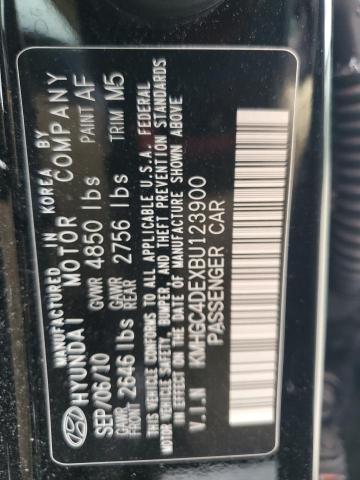 MANUFACTURED IN KOREA BY
HYUNDAI MOTOR COMPANY
SEP/06/10 GVWR 4850 lbs PAINT AF
GAWR FRONT 2646 lbs GAWR REAR 2756 lbs TRIM M5
THIS VEHICLE CONFORMS TO ALL APPLICABLE U.S.A. FEDERAL
MOTOR VEHICLE SAFETY, BUMPER, AND THEFT PREVENTION
STANDARDS IN EFFECT ON THE DATE OF MANUFACTURE SHOWN ABOVE
V.I.N KMHGC4DEXBU123900
PASSENGER CAR